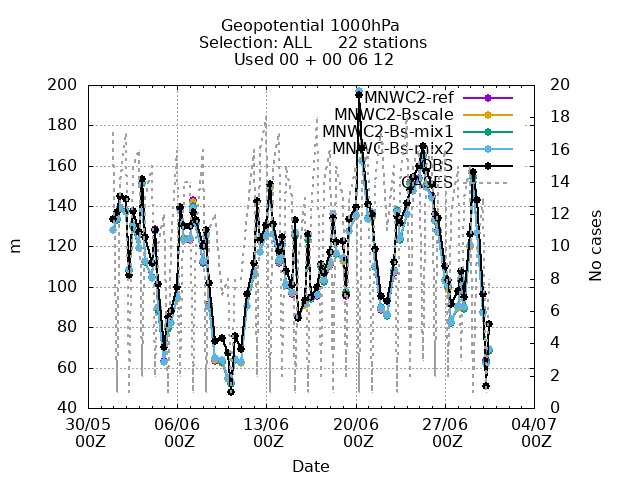 Geopotential 1000hPa
Selection: ALL 22 stations
Used 00 + 00 06 12
MNWC2-ref
MNWC2-Bscale
MNWC2-Bs-mix1
MNWC-Bs-mix2
OBS
CASES
200
180
160
140
120
100
80
60
40
m
20
18
16
14
12
10
8
6
4
2
0
No cases
30/05 06/06 13/06 20/06 27/06 04/07
00Z 00Z 00Z 00Z 00Z 00Z
Date